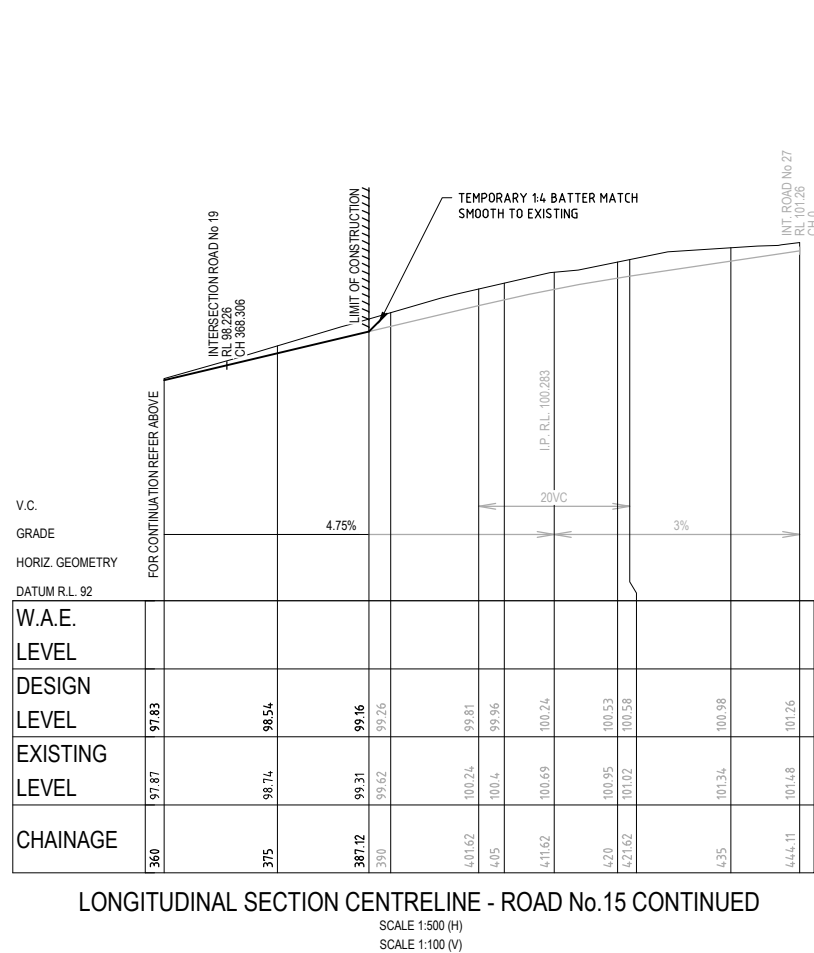 INT. ROAD No 27
RL 101.26
CH 0
TEMPORARY 1:4 BATTER MATCH
SMOOTH TO EXISTING
LIMIT OF CONSTRUCTION
INTERSECTION ROAD No 19
RL 98.226
CH 368.306
I.P. R.L. 100.283
FOR CONTINUATION REFER ABOVE
V.C.
20VC
GRADE
4.75%
3%
HORIZ. GEOMETRY
DATUM R.L. 92
W.A.E.
LEVEL
DESIGN
LEVEL
97.83 98.54 99.16 99.26 99.81 99.96 100.24 100.53 100.58 100.98 101.26
EXISTING
LEVEL
97.87 98.74 99.31 99.62 100.24 100.4 100.69 100.95 101.02 101.34 101.48
CHAINAGE
360 375 387.12 390 401.62 405 411.62 420 421.62 435 444.11
LONGITUDINAL SECTION CENTRELINE - ROAD No.15 CONTINUED
SCALE 1:500 (H)
SCALE 1:100 (V)